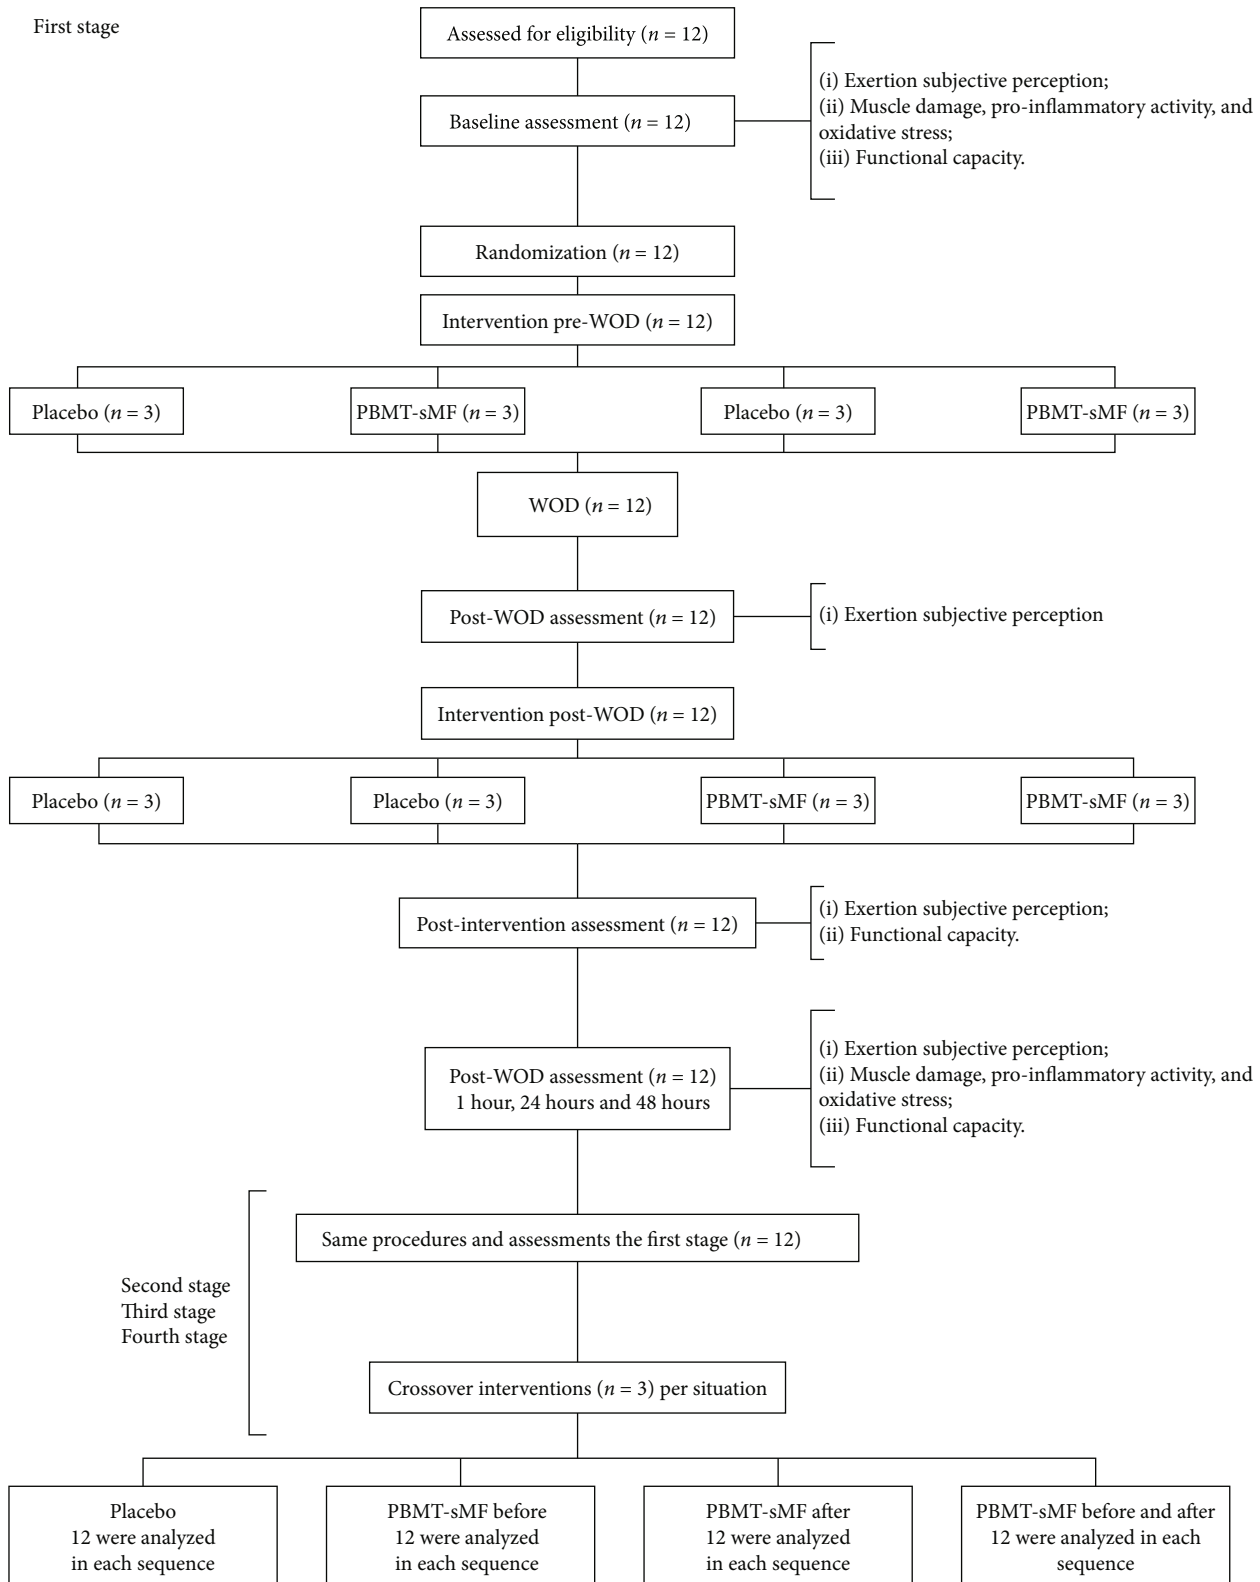 First stage
Assessed for eligibility (n = 12)
Baseline assessment (n = 12)
(i) Exertion subjective perception;
(ii) Muscle damage, pro-inflammatory activity, and
oxidative stress;
(iii) Functional capacity.
Randomization (n = 12)
Intervention pre-WOD (n = 12)
Placebo (n = 3)
PBMT-sMF (n = 3)
Placebo (n = 3)
PBMT-sMF (n = 3)
WOD (n = 12)
Post-WOD assessment (n = 12)
(i) Exertion subjective perception
Intervention post-WOD (n = 12)
Placebo (n = 3)
Placebo (n = 3)
PBMT-sMF (n = 3)
PBMT-sMF (n = 3)
Post-intervention assessment (n = 12)
(i) Exertion subjective perception;
(ii) Functional capacity.
Post-WOD assessment (n = 12)
1 hour, 24 hours and 48 hours
(i) Exertion subjective perception;
(ii) Muscle damage, pro-inflammatory activity, and
oxidative stress;
(iii) Functional capacity.
Same procedures and assessments the first stage (n = 12)
Second stage
Third stage
Fourth stage
Crossover interventions (n = 3) per situation
Placebo
12 were analyzed
in each sequence
PBMT-sMF before
12 were analyzed
in each sequence
PBMT-sMF after
12 were analyzed
in each sequence
PBMT-sMF before and after
12 were analyzed in each
sequence